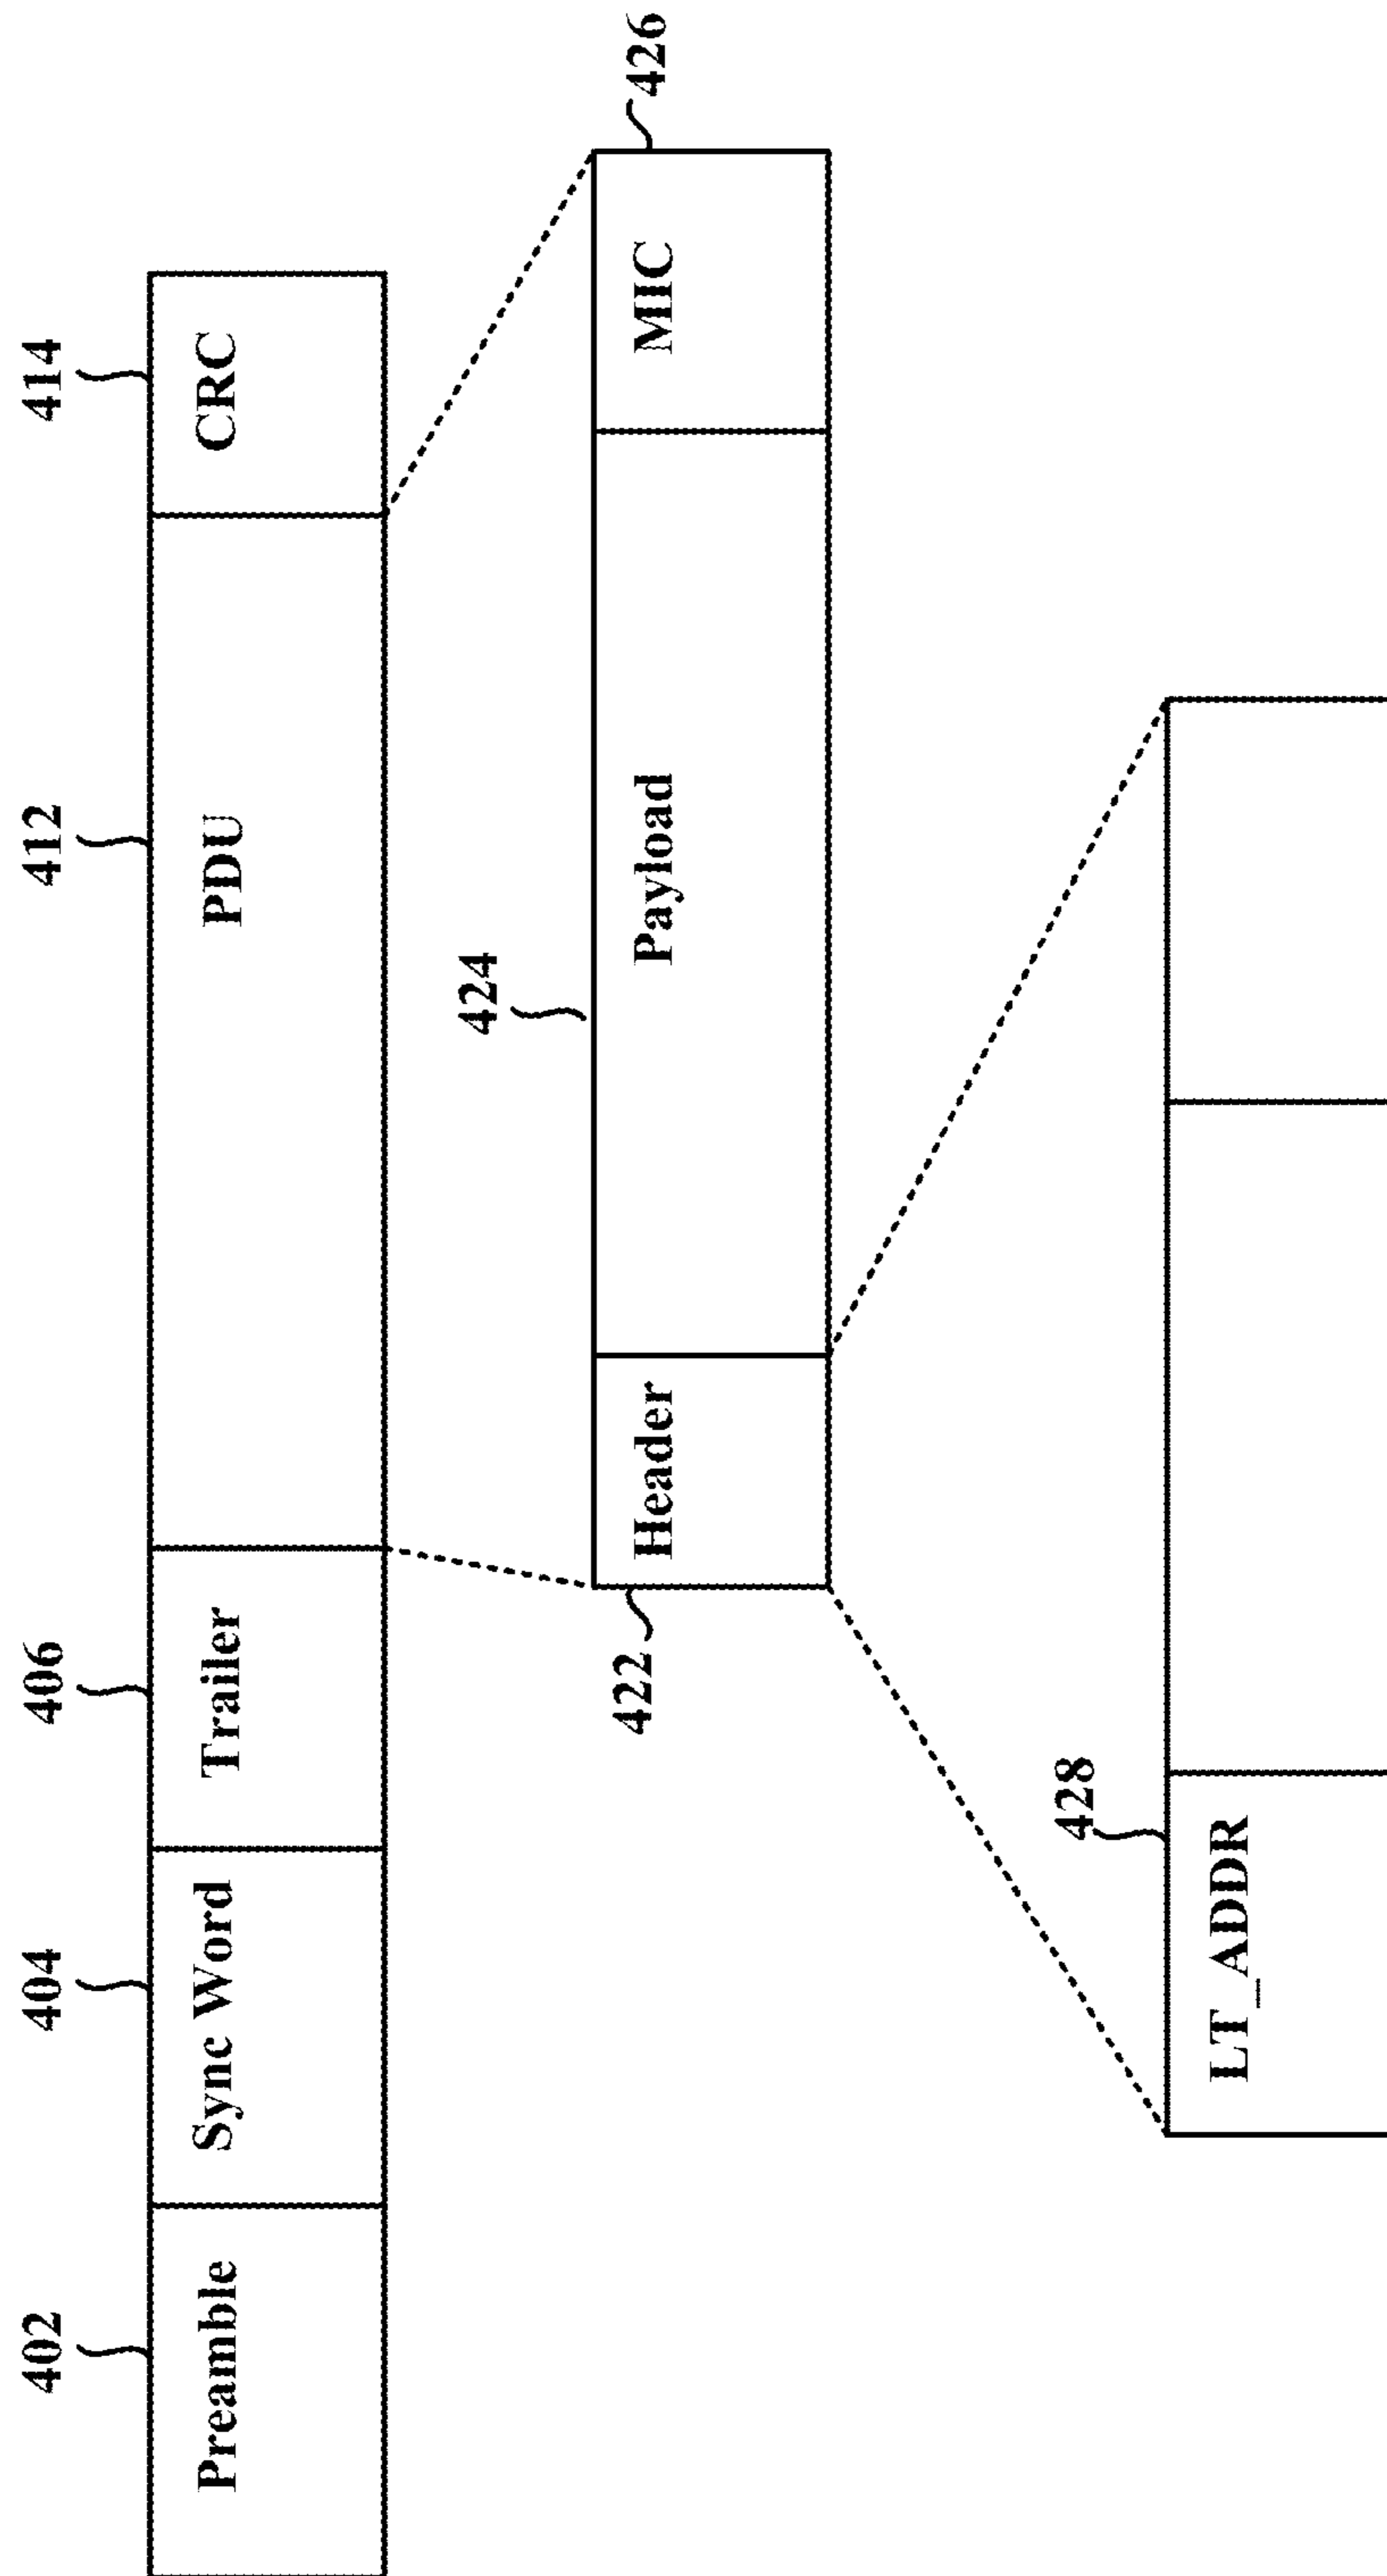 402
404
406
412
414
Preamble
Sync Word
Trailer
PDU
CRC
422
424
426
Header
Payload
MIC
428
LT_ADDR